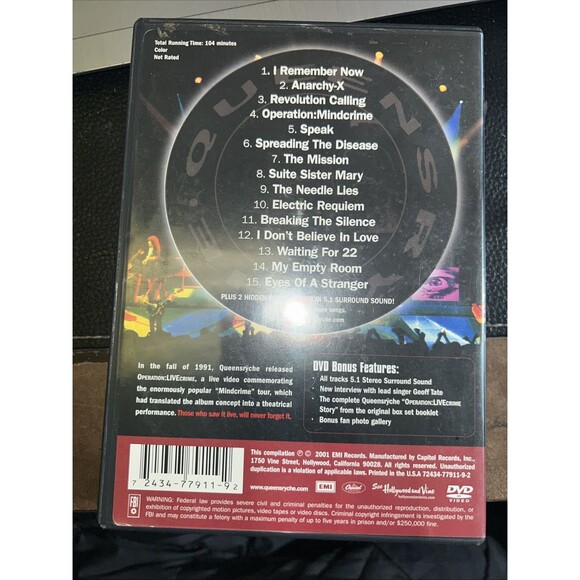 Total Running Time: 104 minutes
Color
Not Rated
QUEENSRŸCHE
1. I Remember Now
2. Anarchy-X
3. Revolution Calling
4. Operation:Mindcrime
5. Speak
6. Spreading The Disease
7. The Mission
8. Suite Sister Mary
9. The Needle Lies
10. Electric Requiem
11. Breaking The Silence
12. I Don't Believe In Love
13. Waiting For 22
14. My Empty Room
15. Eyes Of A Stranger
PLUS 2 HIDDEN IN 5.1 SURROUND SOUND!
songs.
.com
In the fall of 1991, Queensrÿche released
OPERATION:LIVECRIME, a live video commemorating
the enormously popular "Mindcrime" tour, which
had translated the album concept into a theatrical
performance. Those who saw it live, will never forget it.
DVD Bonus Features:
- All tracks 5.1 Stereo Surround Sound
- New interview with lead singer Geoff Tate
- The complete Queensrÿche "OPERATION:LIVECRIME
Story" from the original box set booklet
- Bonus fan photo gallery
7 24347-77911-9 2
This compilation ℗ © 2001 EMI Records. Manufactured by Capitol Records, Inc.,
1750 Vine Street, Hollywood, California 90028. All rights reserved. Unauthorized
duplication is a violation of applicable laws. Printed in the U.S.A 72434-77911-9-2
www.queensryche.com
EMI
Capitol
See Hollywood and Vine
DVD
VIDEO
FBI
WARNING: Federal law provides severe civil and criminal penalties for the unauthorized reproduction, distribution, or
exhibition of copyrighted motion pictures, video tapes or video discs. Criminal copyright infringement is investigated by the
FBI and may constitute a felony with a maximum penalty of up to five years in prison and/or $250,000 fine.